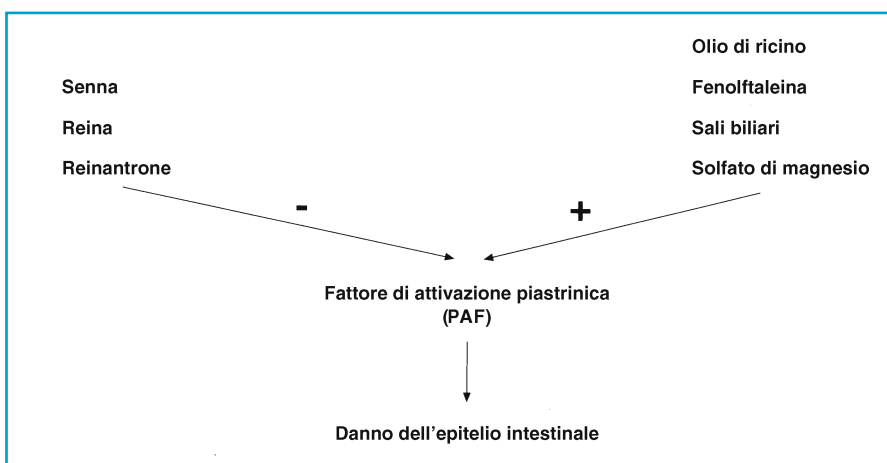 Olio di ricino
Senna
Fenolftaleina
Reina
Sali biliari
Reinantrone
Solfato di magnesio
-
+
Fattore di attivazione piastrinica
(PAF)
Danno dell'epitelio intestinale